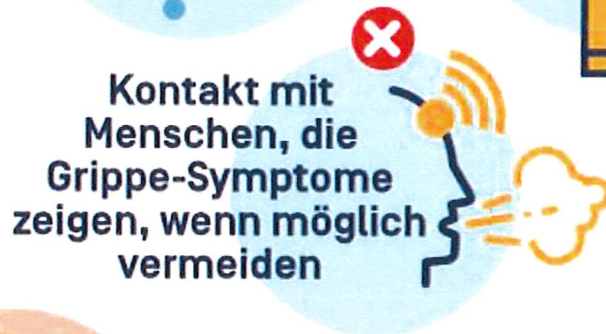 Kontakt mit
Menschen, die
Grippe-Symptome
zeigen, wenn möglich
vermeiden